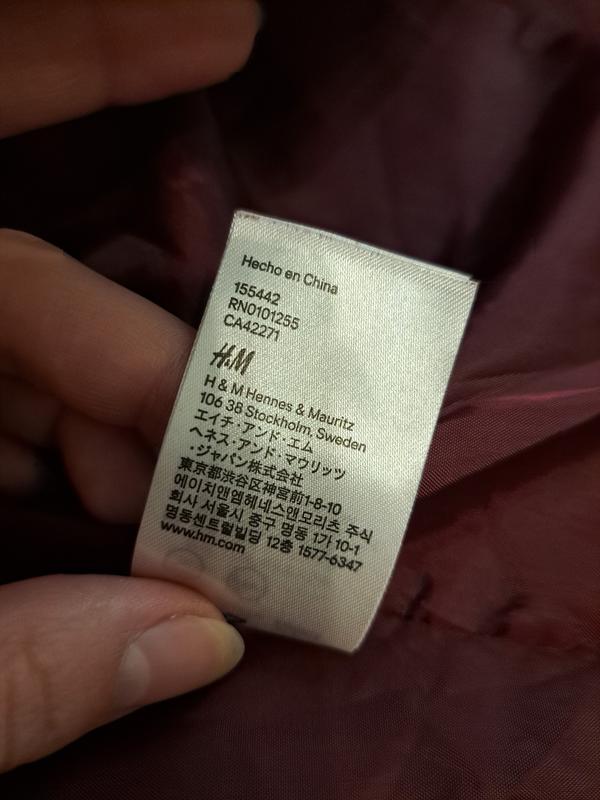 Hecho en China
155442
RN0101255
CA42271
H&M
H & M Hennes & Mauritz
106 38 Stockholm, Sweden
エイチ・アンド・エム
ヘネス・アンド・マウリッツ
・ジャパン株式会社
東京都渋谷区神宮前1-8-10
에이치앤엠헤네스앤모리츠 주식
회사 서울시 중구 명동 1가 10-1
명동센트럴빌딩 12층 1577-6347
www.hm.com